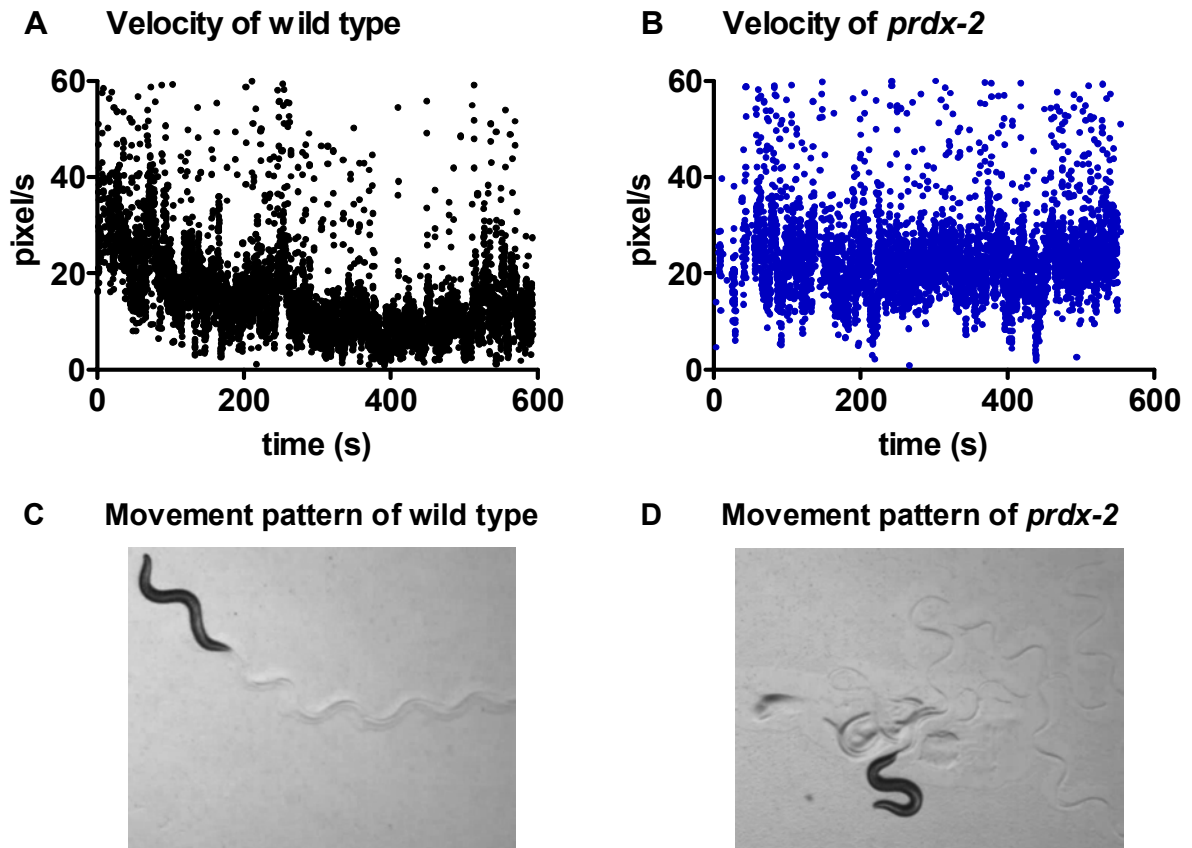 A Velocity of wild type
B Velocity of prdx-2
60
40
20
0
pixel/s
0 200 400 600
time (s)
60
40
20
0
pixel/s
0 200 400 600
time (s)
C Movement pattern of wild type
D Movement pattern of prdx-2